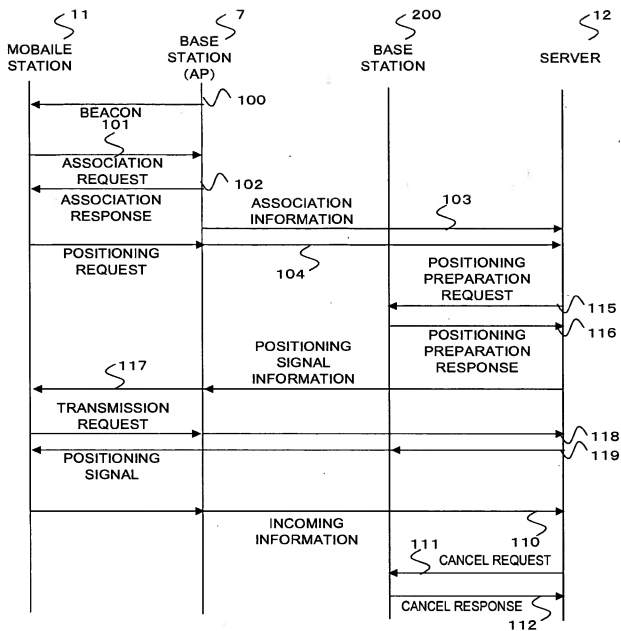 11
7
200
12
MOBAILE
STATION
BASE
STATION
(AP)
BASE
STATION
SERVER
100
BEACON
101
ASSOCIATION
REQUEST
102
ASSOCIATION
RESPONSE
ASSOCIATION
INFORMATION
103
POSITIONING
REQUEST
104
POSITIONING
PREPARATION
REQUEST
115
116
POSITIONING
PREPARATION
RESPONSE
POSITIONING
SIGNAL
INFORMATION
117
TRANSMISSION
REQUEST
118
119
POSITIONING
SIGNAL
INCOMING
INFORMATION
110
111
CANCEL REQUEST
CANCEL RESPONSE
112